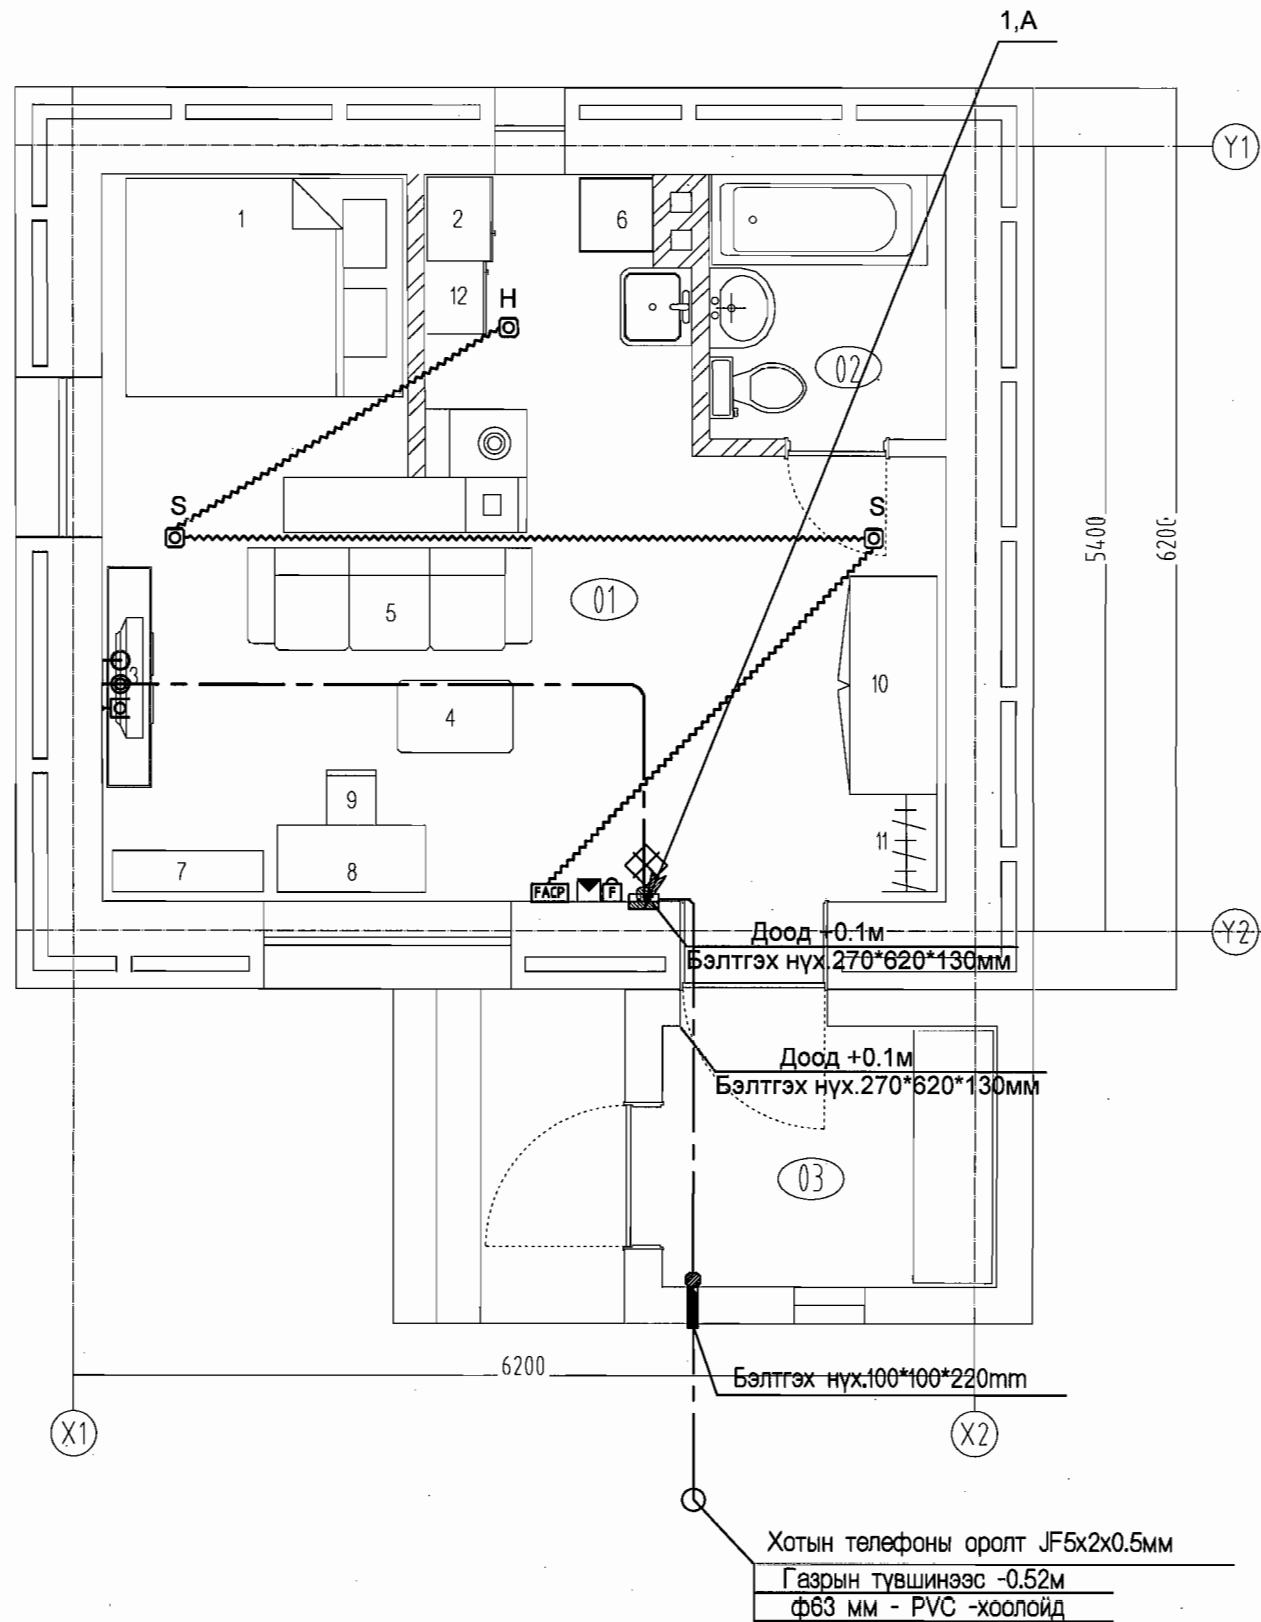 1,A
Y1
1
2
6
12
H
02
S
S
5400
6200
01
5
3
4
10
9
11
7
8
FACP
F
Доод +0.1м
Бэлтгэх нүх.270*620*130мм
Y2
Доод +0.1м
Бэлтгэх нүх.270*620*130мм
03
6200
Бэлтгэх нүх.100*100*220mm
X1
X2
Хотын телефоны оролт JF5x2x0.5мм
Газрын түвшинээс -0.52м
ф63 мм - PVC -хоолойд